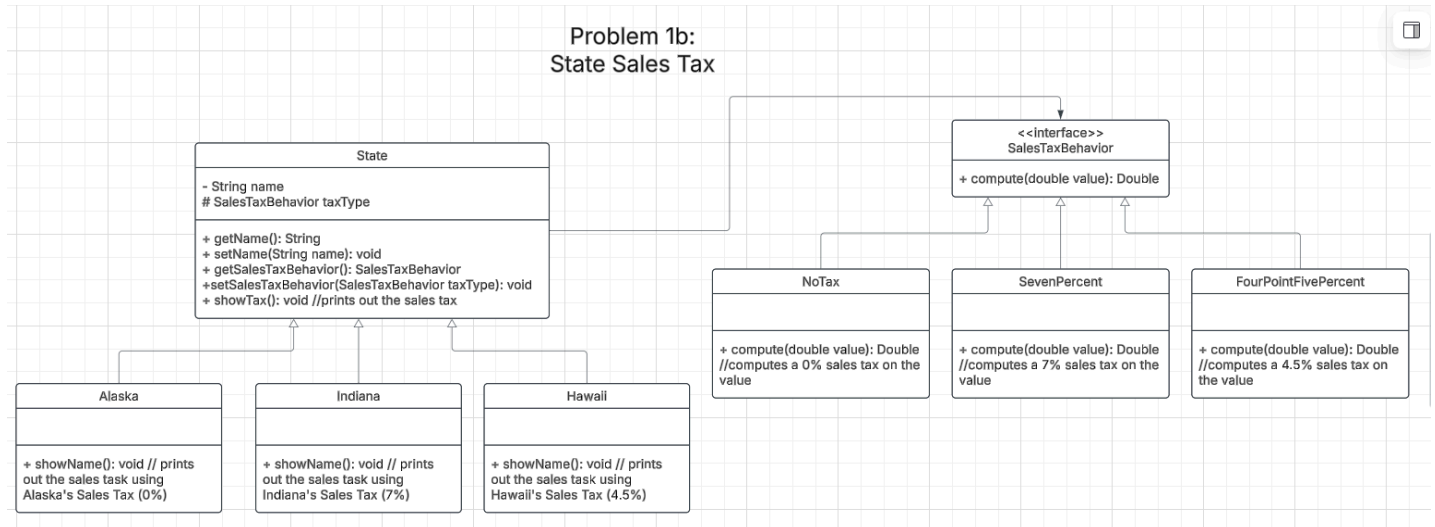 Problem 1b:
State Sales Tax
State
- String name
# SalesTaxBehavior taxType
+ getName(): String
+ setName(String name): void
+ getSalesTaxBehavior(): SalesTaxBehavior
+setSalesTaxBehavior(SalesTaxBehavior taxType): void
+ showTax(): void //prints out the sales tax
<<interface>>
SalesTaxBehavior
+ compute(double value): Double
NoTax
+ compute(double value): Double
//computes a 0% sales tax on the
value
SevenPercent
+ compute(double value): Double
//computes a 7% sales tax on the
value
FourPointFivePercent
+ compute(double value): Double
//computes a 4.5% sales tax on
the value
Alaska
+ showName(): void // prints
out the sales task using
Alaska's Sales Tax (0%)
Indiana
+ showName(): void // prints
out the sales task using
Indiana's Sales Tax (7%)
Hawaii
+ showName(): void // prints
out the sales task using
Hawaii's Sales Tax (4.5%)